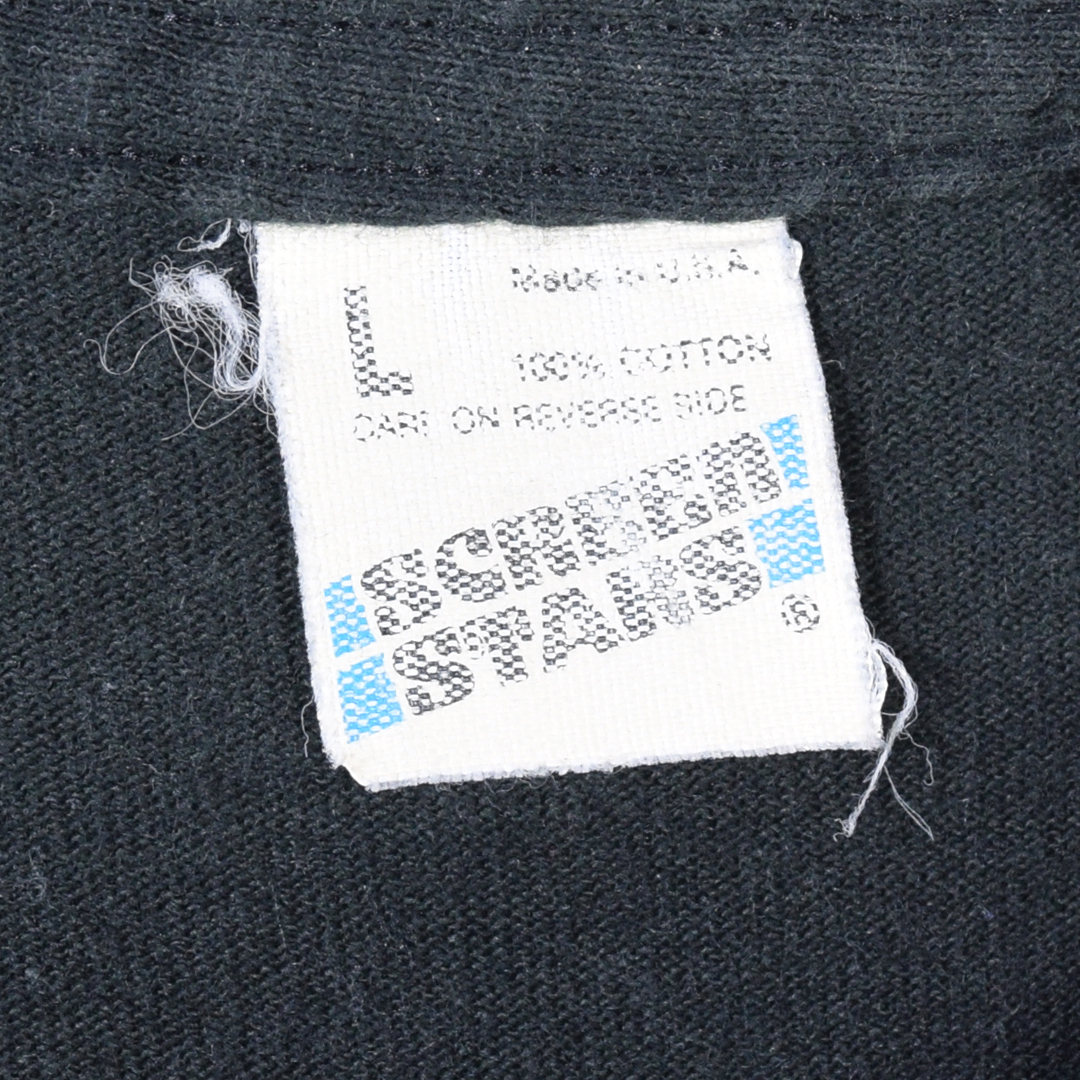 Made in U.S.A.
L
100% COTTON
CARE ON REVERSE SIDE
SCREEN
STARS®